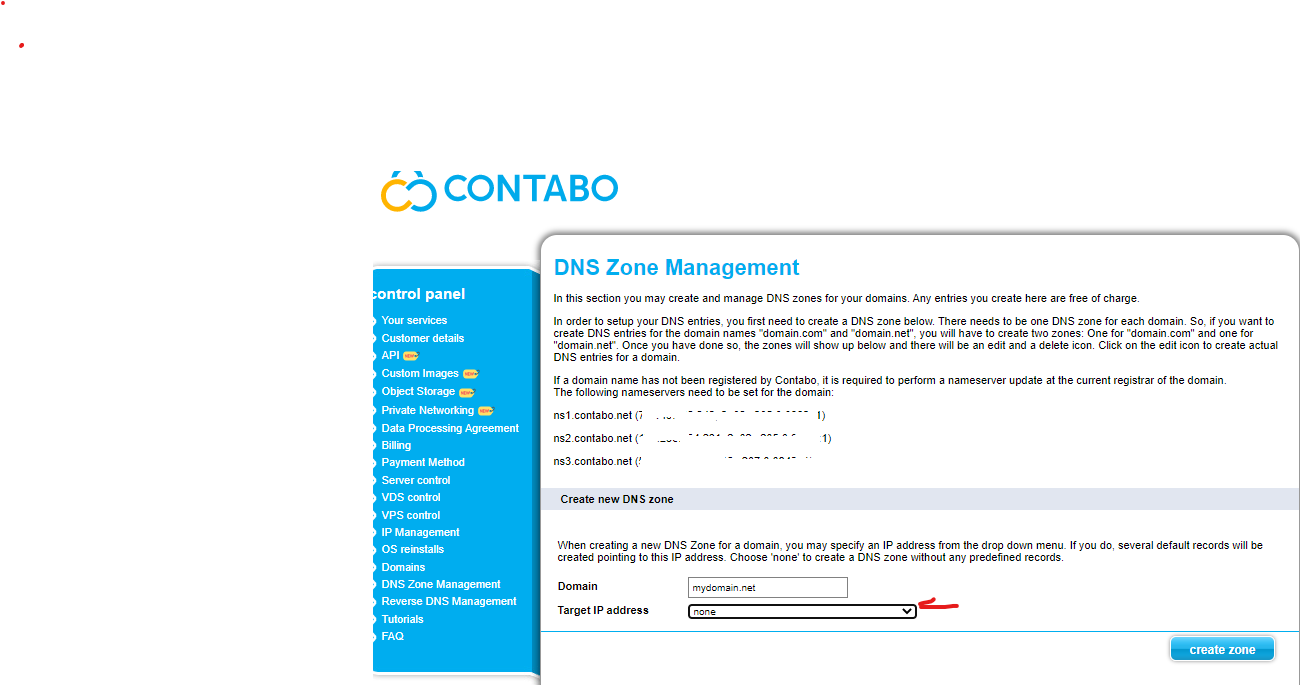 CONTABO
DNS Zone Management
In this section you may create and manage DNS zones for your domains. Any entries you create here are free of charge.
In order to setup your DNS entries, you first need to create a DNS zone below. There needs to be one DNS zone for each domain. So, if you want to
create DNS entries for the domain names "domain.com" and "domain.net", you will have to create two zones: One for "domain.com" and one for
"domain.net". Once you have done so, the zones will show up below and there will be an edit and a delete icon. Click on the edit icon to create actual
DNS entries for a domain.
If a domain name has not been registered by Contabo, it is required to perform a nameserver update at the current registrar of the domain.
The following nameservers need to be set for the domain:
ns1.contabo.net
ns2.contabo.net
ns3.contabo.net
Create new DNS zone
When creating a new DNS Zone for a domain, you may specify an IP address from the drop down menu. If you do, several default records will be
created pointing to this IP address. Choose 'none' to create a DNS zone without any predefined records.
Domain mydomain.net
Target IP address none
create zone
control panel
Your services
Customer details
API
Custom Images
Object Storage
Private Networking
Data Processing Agreement
Billing
Payment Method
Server control
VDS control
VPS control
IP Management
OS reinstalls
Domains
DNS Zone Management
Reverse DNS Management
Tutorials
FAQ